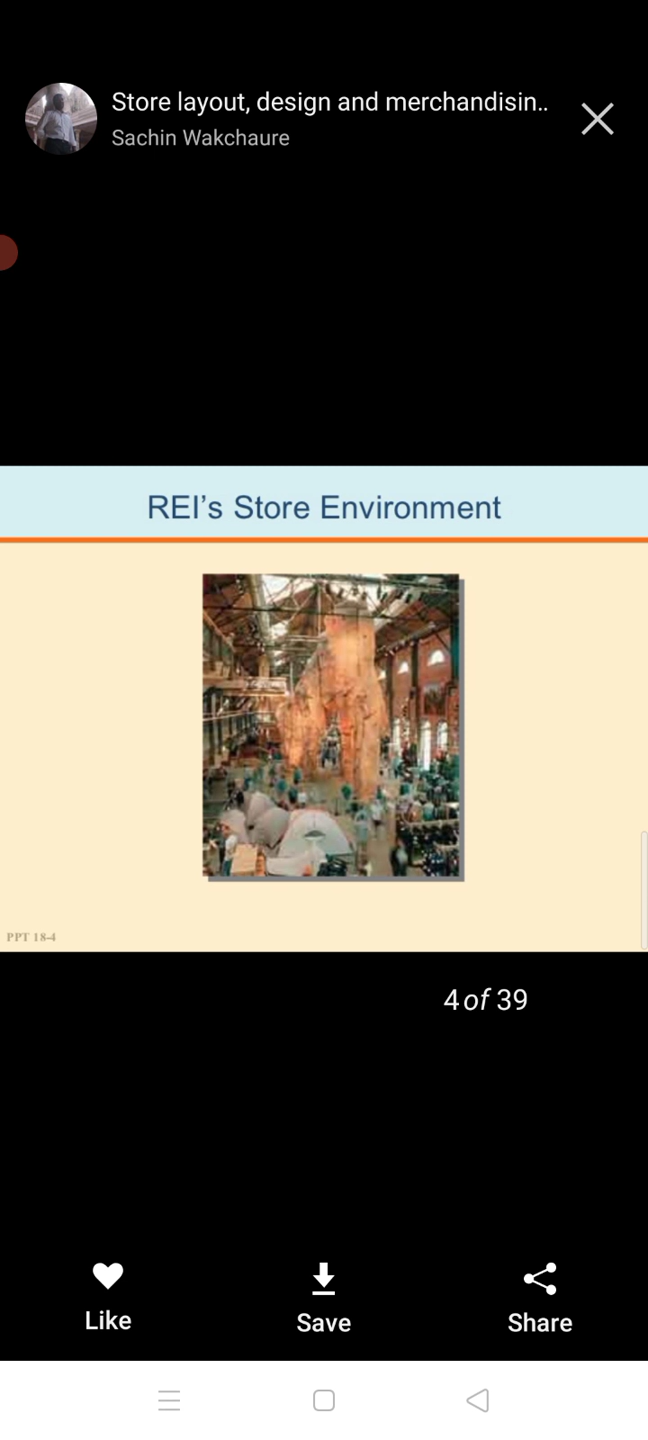 Store layout, design and merchandisin..
Sachin Wakchaure
REI's Store Environment
PPT 18-4
4 of 39
Like
Save
Share